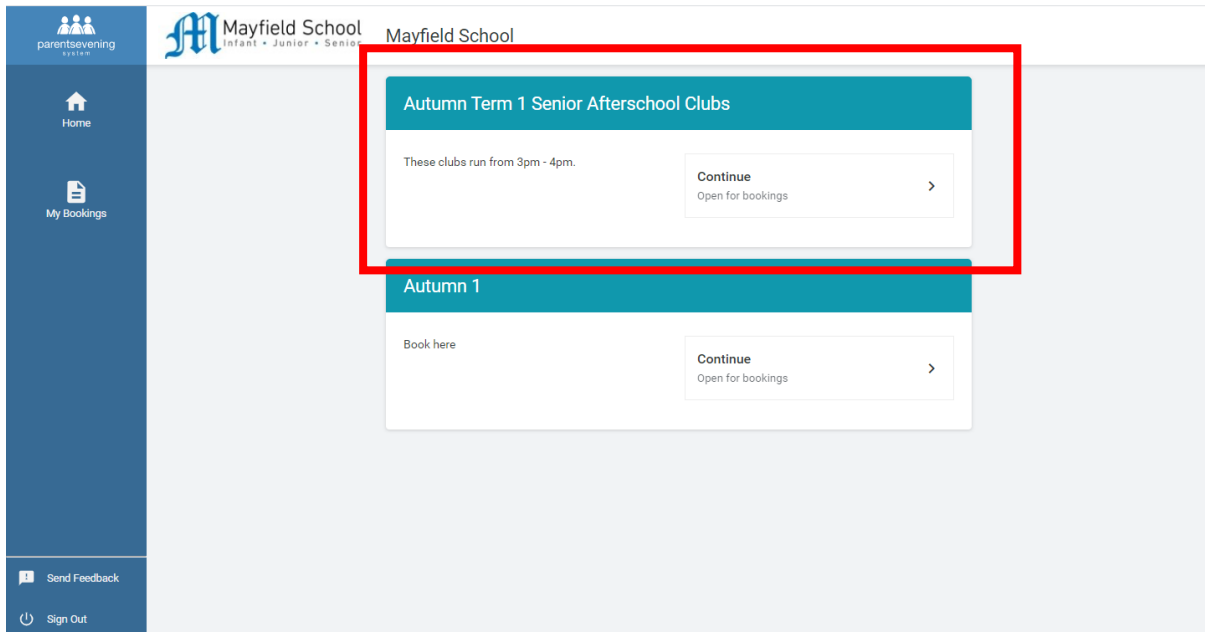 parentsevening
system
Home
My Bookings
Send Feedback
Sign Out
Mayfield School
Infant • Junior • Senior
Mayfield School
Autumn Term 1 Senior Afterschool Clubs
These clubs run from 3pm - 4pm.
Continue
Open for bookings
Autumn 1
Book here
Continue
Open for bookings